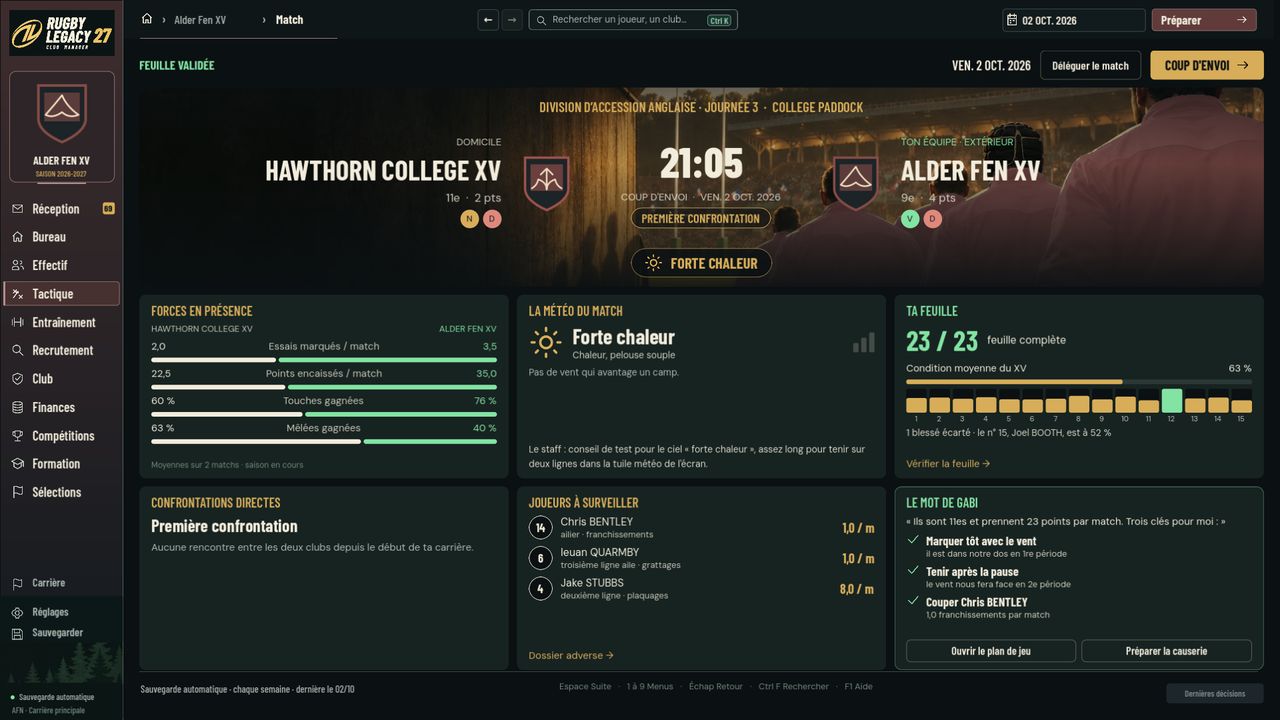 RUGBY
LEGACY 27
CLUB MANAGER
Alder Fen XV
Match
Rechercher un joueur, un club...
Ctrl K
02 OCT. 2026
Préparer
ALDER FEN XV
SAISON 2026-2027
Réception
69
Bureau
Effectif
Tactique
Entraînement
Recrutement
Club
Finances
Compétitions
Formation
Sélections
Carrière
Réglages
Sauvegarder
Sauvegarde automatique
AFN · Carrière principale
FEUILLE VALIDÉE
VEN. 2 OCT. 2026
Déléguer le match
COUP D'ENVOI
DIVISION D'ACCESSION ANGLAISE · JOURNÉE 3 · COLLEGE PADDOCK
DOMICILE
HAWTHORN COLLEGE XV
11e · 2 pts
N D
21:05
COUP D'ENVOI · VEN. 2 OCT. 2026
PREMIÈRE CONFRONTATION
FORTE CHALEUR
TON ÉQUIPE · EXTÉRIEUR
ALDER FEN XV
9e · 4 pts
V D
FORCES EN PRÉSENCE
HAWTHORN COLLEGE XV ALDER FEN XV
2,0 Essais marqués / match 3,5
22,5 Points encaissés / match 35,0
60 % Touches gagnées 76 %
63 % Mêlées gagnées 40 %
Moyennes sur 2 matchs · saison en cours
LA MÉTÉO DU MATCH
Forte chaleur
Chaleur, pelouse souple
Pas de vent qui avantage un camp.
Le staff : conseil de test pour le ciel « forte chaleur », assez long pour tenir sur
deux lignes dans la tuile météo de l'écran.
TA FEUILLE
23 / 23 feuille complète
Condition moyenne du XV 63 %
1 2 3 4 5 6 7 8 9 10 11 12 13 14 15
1 blessé écarté · le n° 15, Joel BOOTH, est à 52 %
Vérifier la feuille →
CONFRONTATIONS DIRECTES
Première confrontation
Aucune rencontre entre les deux clubs depuis le début de ta carrière.
JOUEURS À SURVEILLER
14 Chris BENTLEY 1,0 / m
ailier · franchissements
6 Ieuan QUARMBY 1,0 / m
troisième ligne aile · grattages
4 Jake STUBBS 8,0 / m
deuxième ligne · plaquages
Dossier adverse →
LE MOT DE GABI
« Ils sont 11es et prennent 23 points par match. Trois clés pour moi : »
Marquer tôt avec le vent
il est dans notre dos en 1re période
Tenir après la pause
le vent nous fera face en 2e période
Couper Chris BENTLEY
1,0 franchissements par match
Ouvrir le plan de jeu
Préparer la causerie
Sauvegarde automatique · chaque semaine · dernière le 02/10
Espace Suite · 1 à 9 Menus · Échap Retour · Ctrl F Rechercher · F1 Aide
Dernières décisions